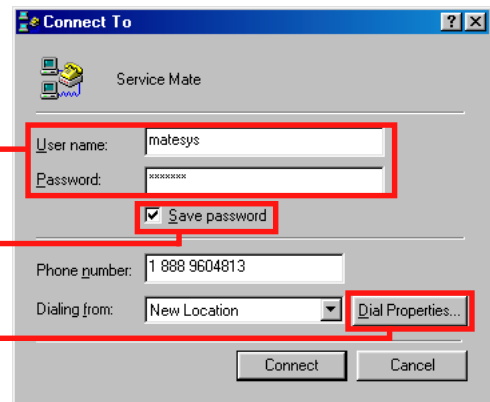 Connect To
Service Mate
User name: matesys
Password: xxxxxxx
Save password
Phone number: 1 888 9604813
Dialing from: New Location Dial Properties...
Connect Cancel